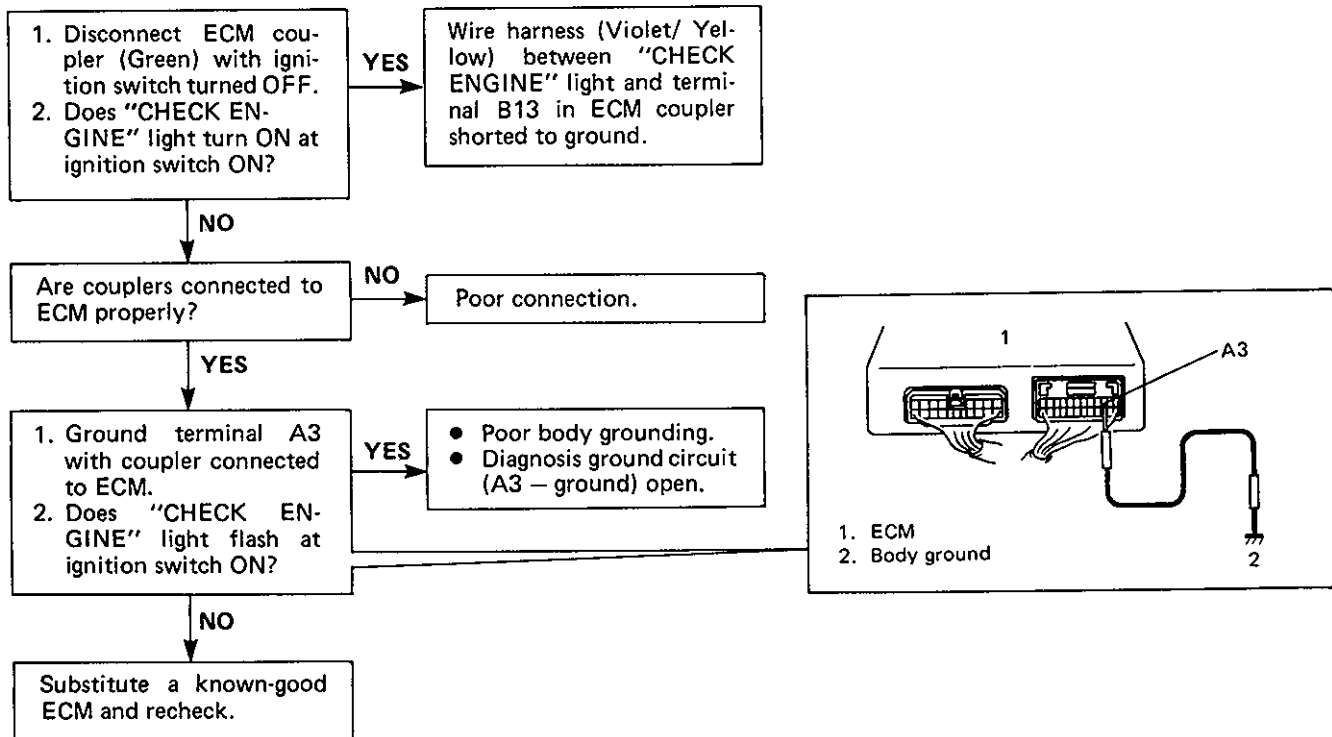 1. Disconnect ECM cou-
pler (Green) with igni-
tion switch turned OFF.
2. Does "CHECK EN-
GINE" light turn ON at
ignition switch ON?
YES
Wire harness (Violet/ Yel-
low) between "CHECK
ENGINE" light and termi-
nal B13 in ECM coupler
shorted to ground.
NO
Are couplers connected to
ECM properly?
NO
Poor connection.
YES
1. Ground terminal A3
with coupler connected
to ECM.
2. Does "CHECK EN-
GINE" light flash at
ignition switch ON?
YES
● Poor body grounding.
● Diagnosis ground circuit
(A3 — ground) open.
1
A3
1. ECM
2. Body ground
2
NO
Substitute a known-good
ECM and recheck.